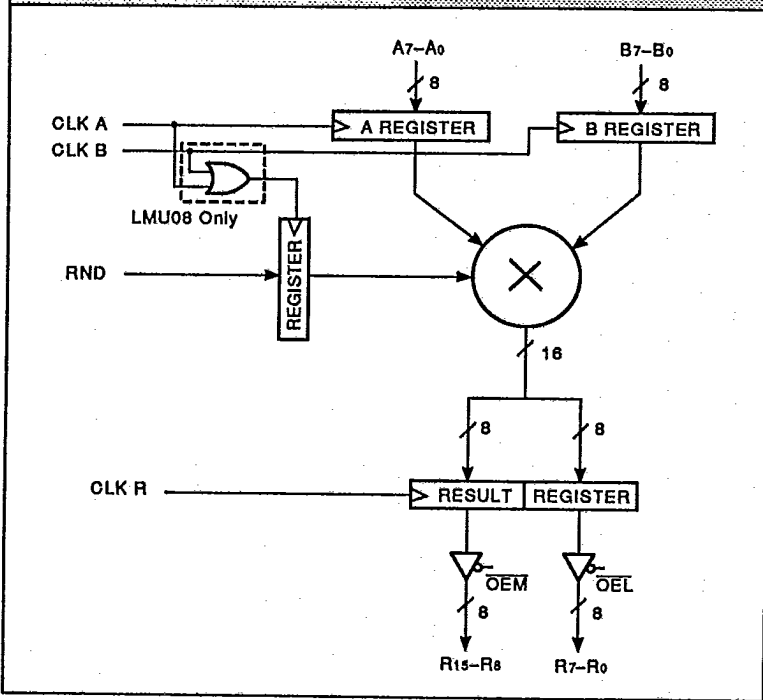 A7–A0
B7–B0
8
8
CLK A
A REGISTER
B REGISTER
CLK B
LMU08 Only
RND
REGISTER
16
8
8
CLK R
RESULT
REGISTER
OEM
OEL
8
8
R15–R8
R7–R0